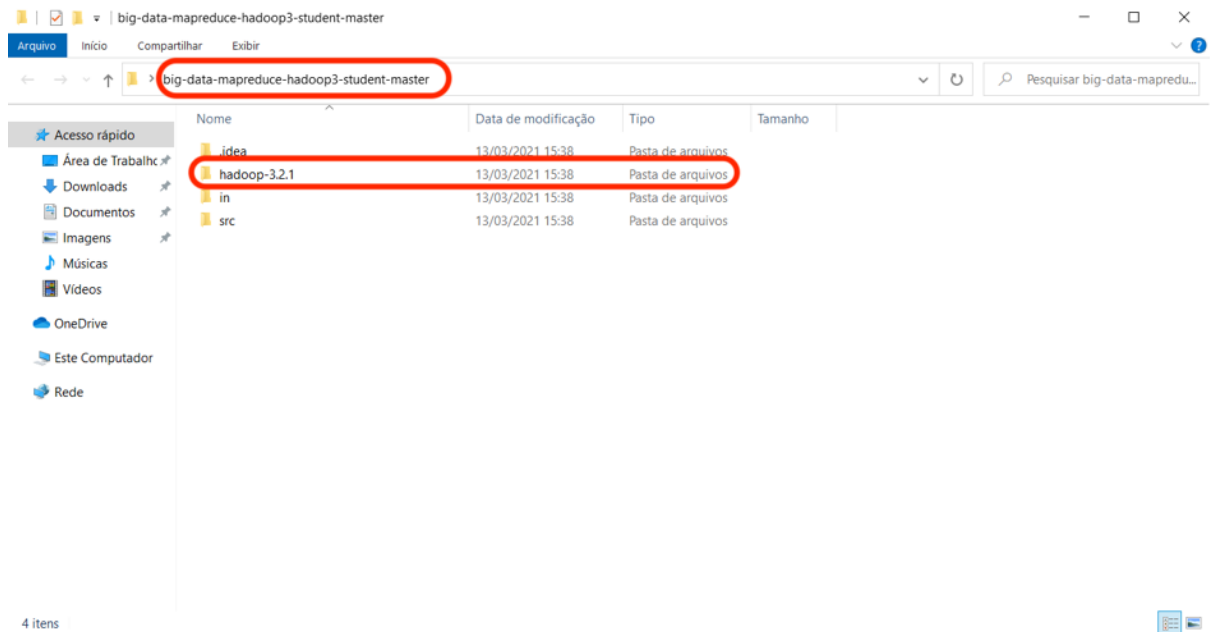 big-data-mapreduce-hadoop3-student-master
Arquivo Início Compartilhar Exibir
big-data-mapreduce-hadoop3-student-master Pesquisar big-data-mapredu...
Nome Data de modificação Tipo Tamanho
Acesso rápido
Área de Trabalho
Downloads
Documentos
Imagens
Músicas
Vídeos
OneDrive
Este Computador
Rede
.idea 13/03/2021 15:38 Pasta de arquivos
hadoop-3.2.1 13/03/2021 15:38 Pasta de arquivos
in 13/03/2021 15:38 Pasta de arquivos
src 13/03/2021 15:38 Pasta de arquivos
4 itens